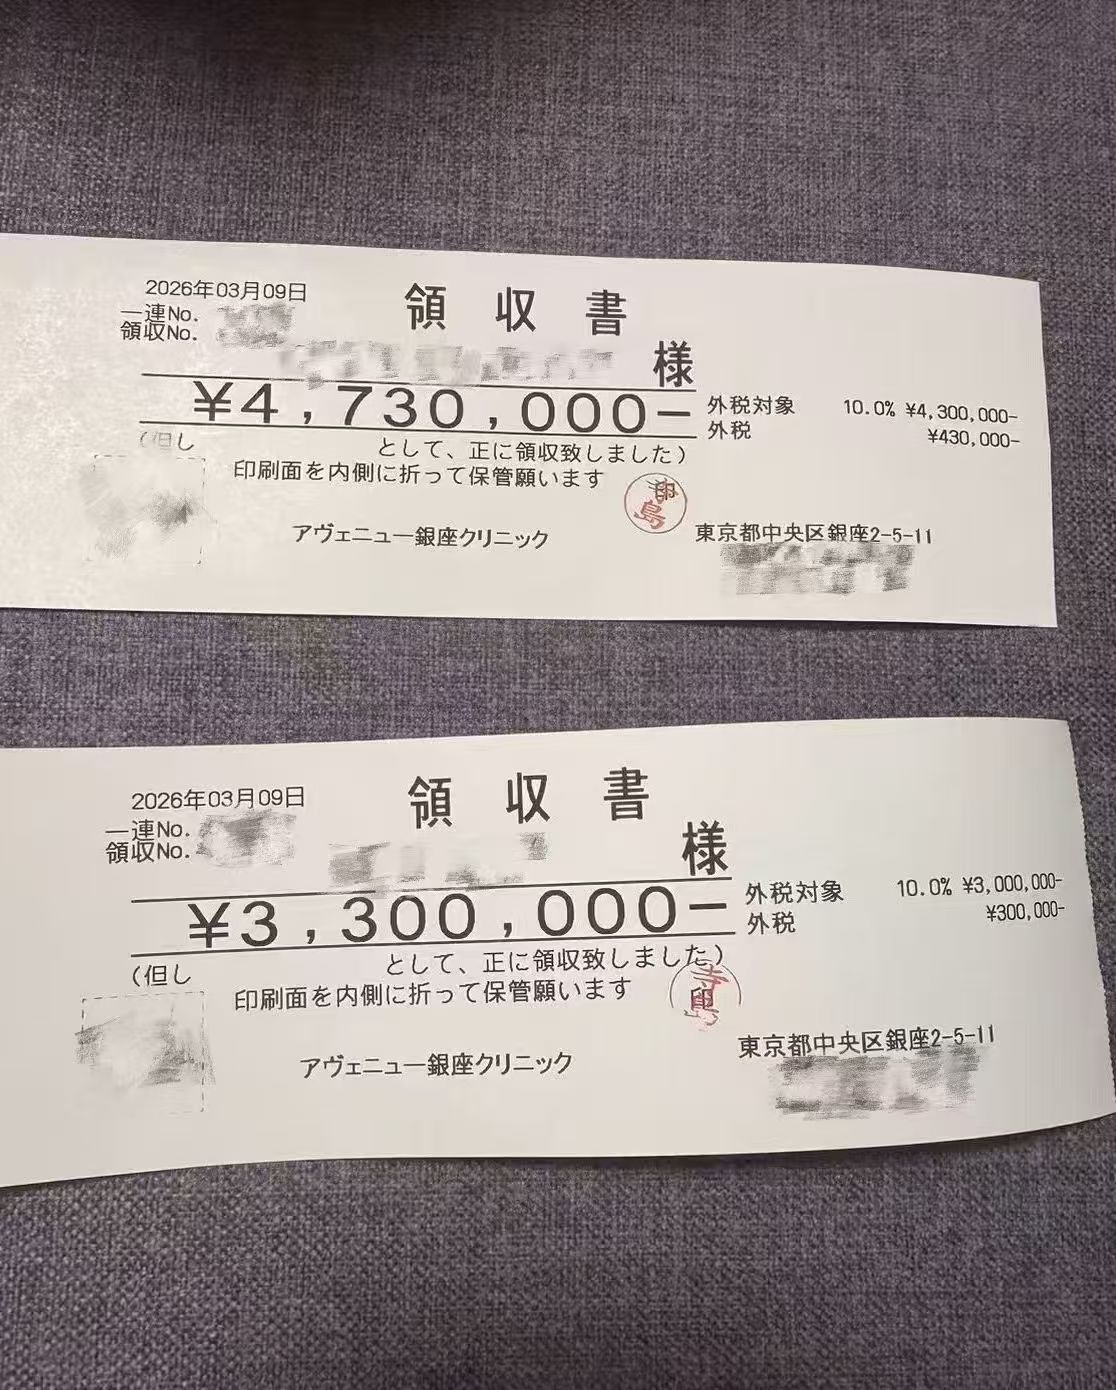 2026年03月09日
領収書
一連No.
領収No.
様
¥4,730,000-
外税対象 10.0% ¥4,300,000-
外税 ¥430,000-
(但し として、正に領収致しました)
印刷面を内側に折って保管願います
印
島
アヴェニュー銀座クリニック
東京都中央区銀座2-5-11
2026年03月09日
領収書
一連No.
領収No.
様
¥3,300,000-
外税対象 10.0% ¥3,000,000-
外税 ¥300,000-
(但し として、正に領収致しました)
印刷面を内側に折って保管願います
寺島
印
アヴェニュー銀座クリニック
東京都中央区銀座2-5-11